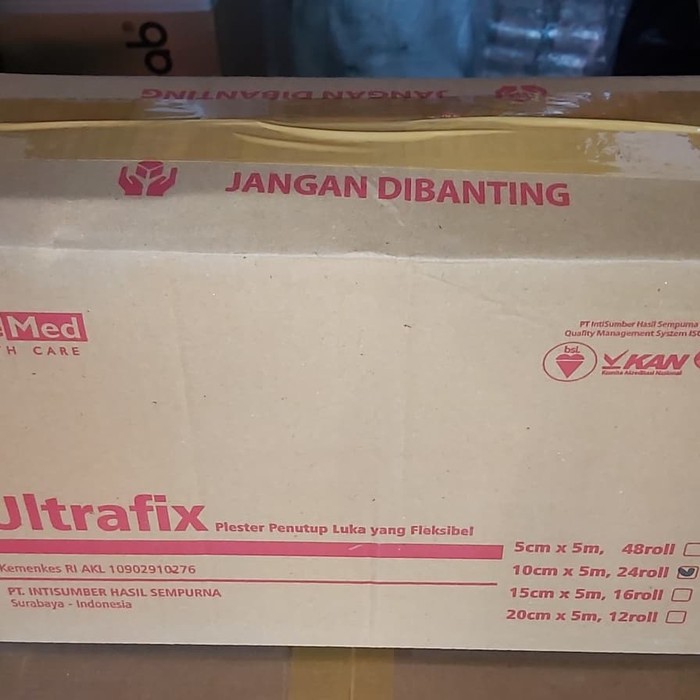 ab
JANGAN DIBANTING
JANGAN DIBANTING
Med
H CARE
PT IntiSumber Hasil Sempurna
Quality Management System
bsi
KAN
Komite Akreditasi Nasional
Ultrafix
Plester Penutup Luka yang Fleksibel
5cm x 5m, 48roll
10cm x 5m, 24roll
15cm x 5m, 16roll
20cm x 5m, 12roll
Kemenkes RI AKL 10902910276
PT. INTISUMBER HASIL SEMPURNA
Surabaya - Indonesia